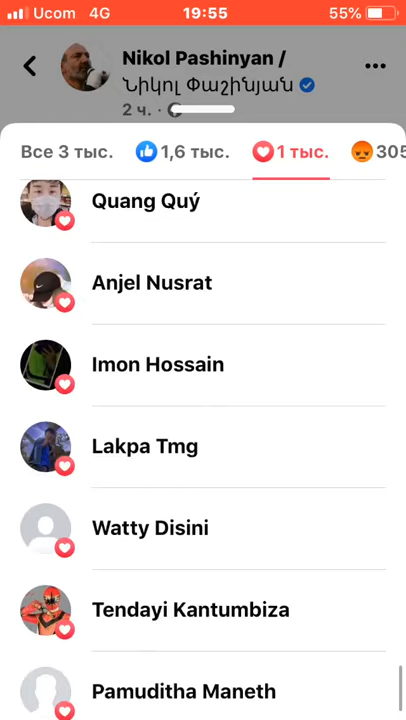 Ucom 4G 19:55 55%
Nikol Pashinyan /
Նիկոլ Փաշինյան
2 ч. ·
Все 3 тыс. 1,6 тыс. 1 тыс. 305
Quang Quý
Anjel Nusrat
Imon Hossain
Lakpa Tmg
Watty Disini
Tendayi Kantumbiza
Pamuditha Maneth